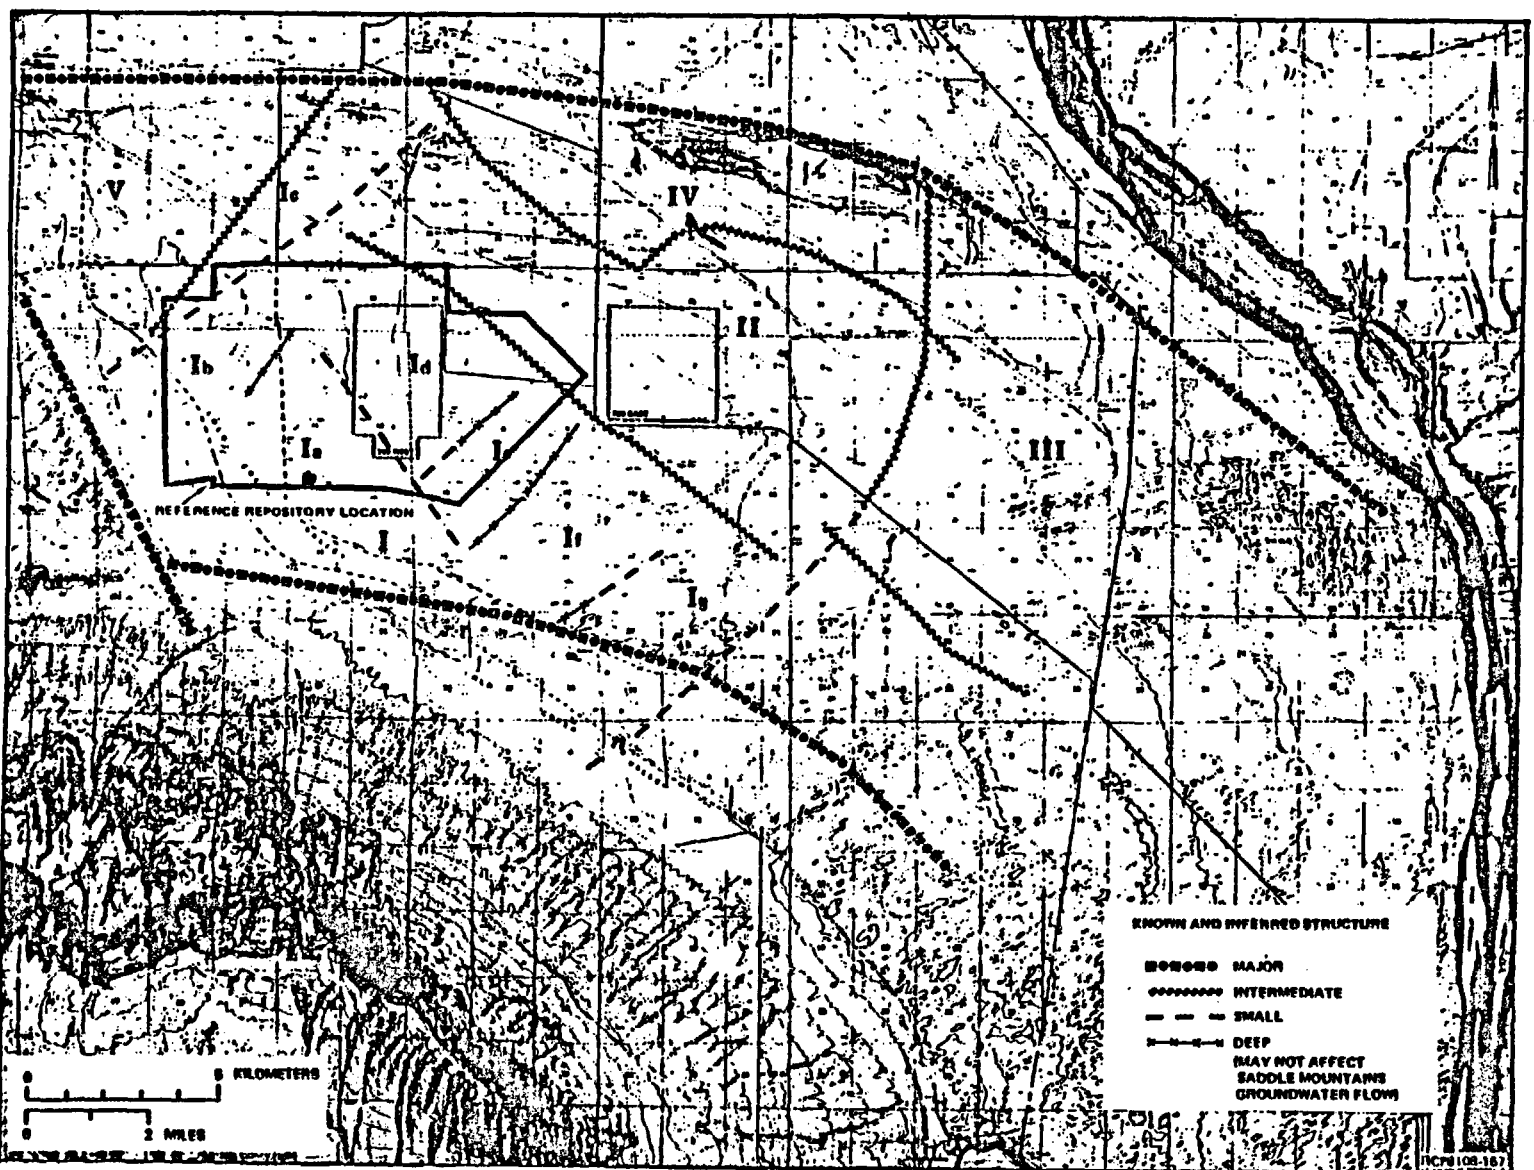 V
Ic
IV
II
Ib
Id
Ia
III
REFERENCE REPOSITORY LOCATION
I
If
Ig
KNOWN AND INFERRED STRUCTURE
MAJOR
INTERMEDIATE
SMALL
DEEP
(MAY NOT AFFECT
SADDLE MOUNTAINS
GROUNDWATER FLOW)
0 5 KILOMETERS
0 2 MILES